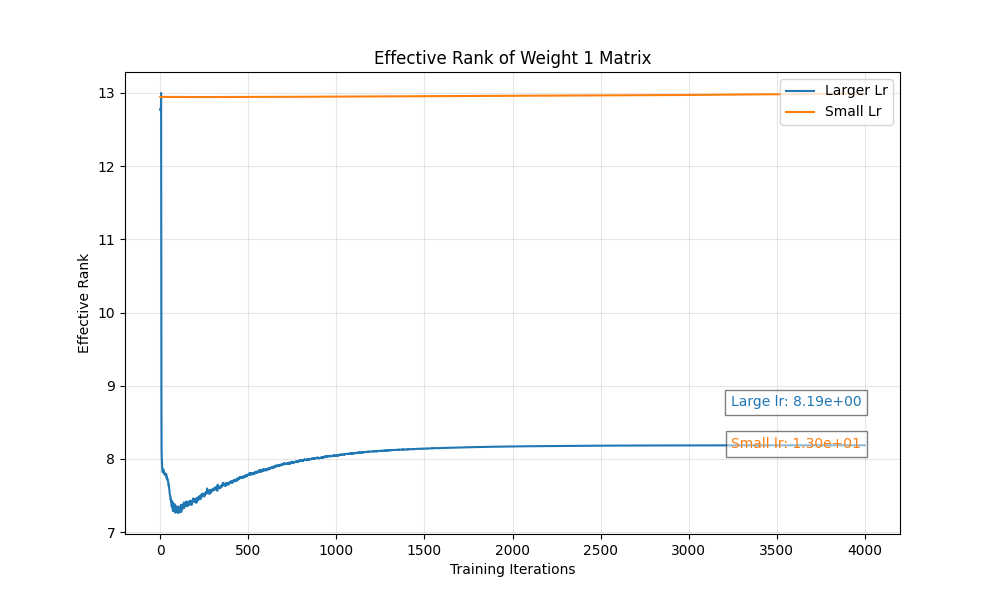 Effective Rank of Weight 1 Matrix
Effective Rank
13
12
11
10
9
8
7
Larger Lr
Small Lr
Large lr: 8.19e+00
Small lr: 1.30e+01
0
500
1000
1500
2000
2500
3000
3500
4000
Training Iterations